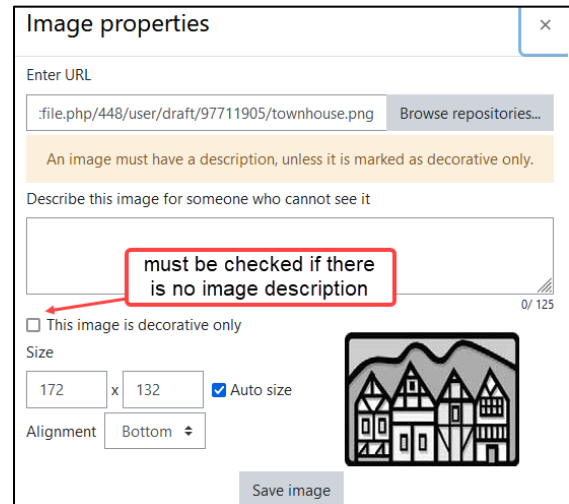 Image properties
×
Enter URL
:file.php/448/user/draft/97711905/townhouse.png Browse repositories...
An image must have a description, unless it is marked as decorative only.
Describe this image for someone who cannot see it
must be checked if there
is no image description
0/ 125
This image is decorative only
Size
172 x 132 Auto size
Alignment Bottom
Save image